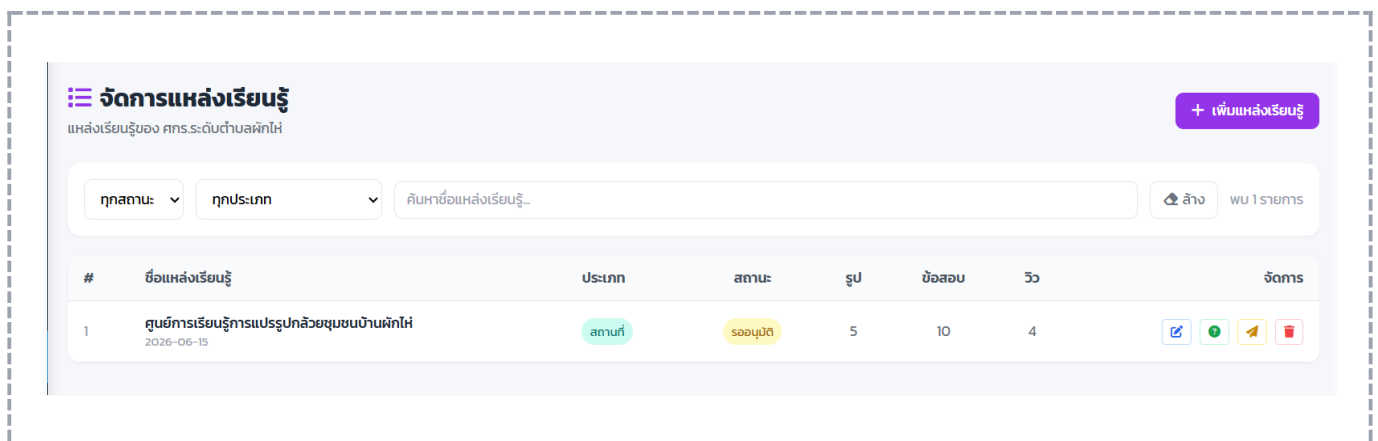 จัดการแหล่งเรียนรู้
แหล่งเรียนรู้ของ ศกร.ระดับตำบลผักไห่
+ เพิ่มแหล่งเรียนรู้
ทุกสถานะ ทุกประเภท ค้นหาชื่อแหล่งเรียนรู้... ล้าง พบ 1 รายการ
# ชื่อแหล่งเรียนรู้ ประเภท สถานะ รูป ข้อสอบ วิว จัดการ
1 ศูนย์การเรียนรู้การแปรรูปกล้วยชุมชนบ้านผักไห่ สถานที่ รออนุมัติ 5 10 4
2026-06-15